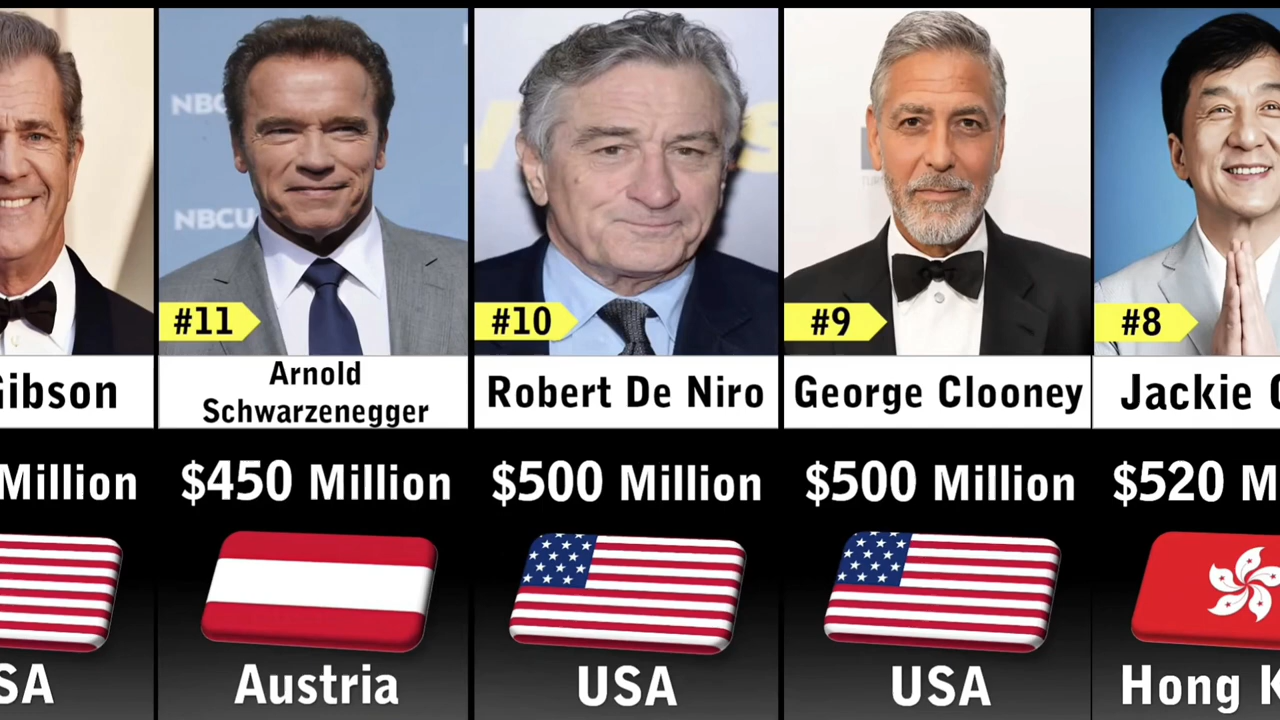 NBC
NBCU
#11
#10
#9
#8
Gibson
Arnold
Schwarzenegger
Robert De Niro
George Clooney
Jackie
Million
$450 Million
$500 Million
$500 Million
$520 M
SA
Austria
USA
USA
Hong K